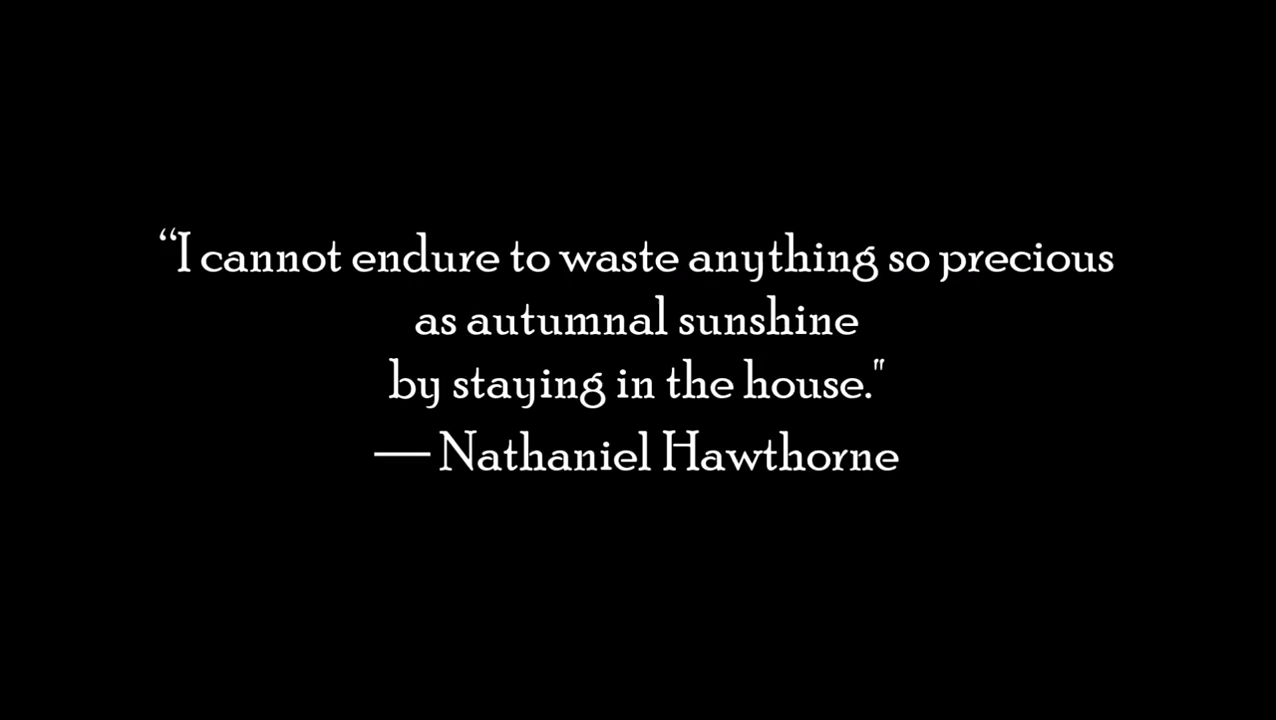 “I cannot endure to waste anything so precious
as autumnal sunshine
by staying in the house."
— Nathaniel Hawthorne